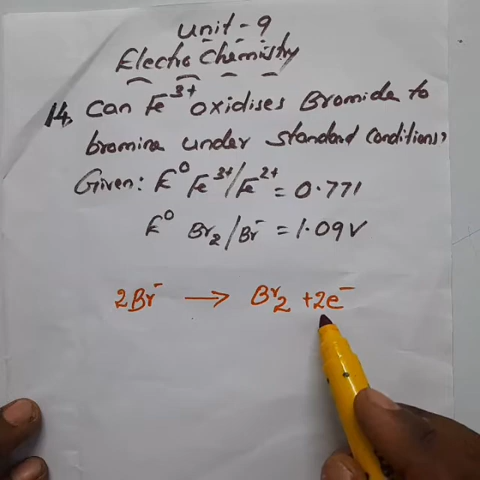 Unit - 9
Electro Chemistry
14. Can Fe³⁺ oxidises Bromide to
bromine under standard conditions?
Given: E⁰ Fe³⁺/Fe²⁺ = 0.771
E⁰ Br₂/Br⁻ = 1.09V
2Br⁻ → Br₂ + 2e⁻